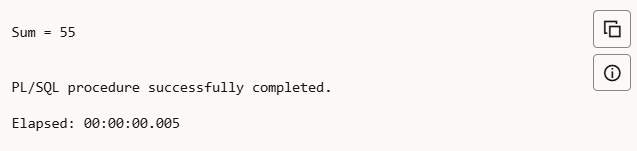 Sum = 55
PL/SQL procedure successfully completed.
Elapsed: 00:00:00.005